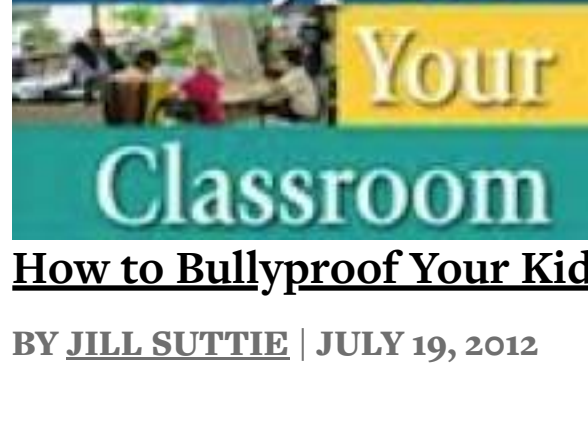 Your
Classroom
How to Bullyproof Your Kid
BY JILL SUTTIE | JULY 19, 2012